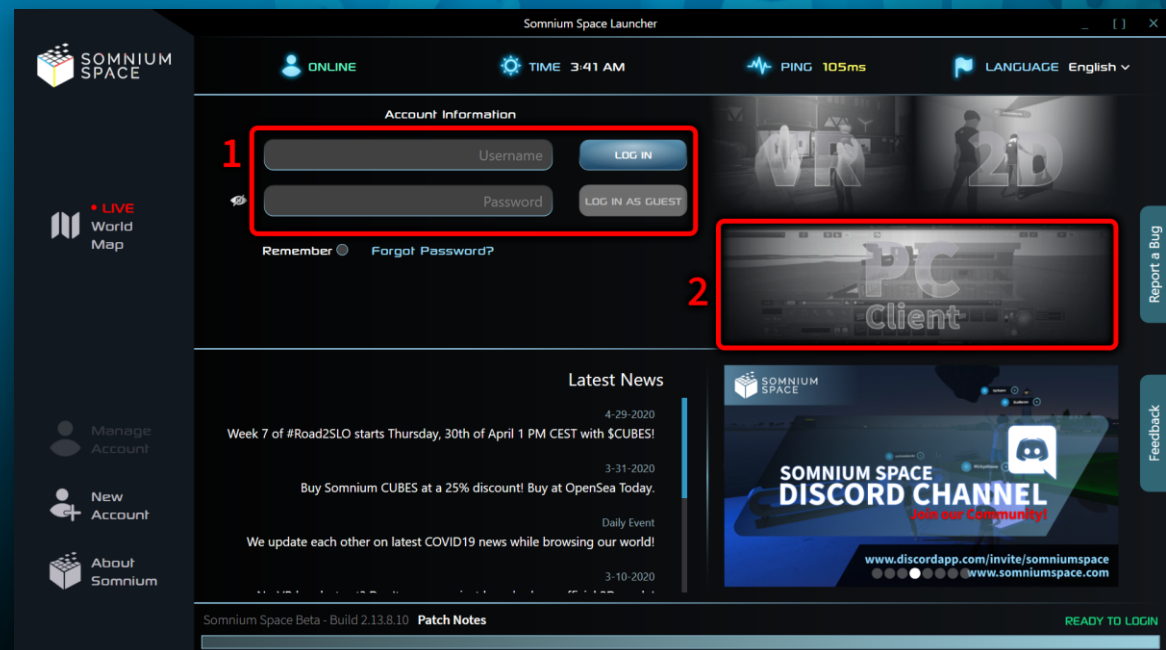 Somnium Space Launcher
SOMNIUM
SPACE
ONLINE
TIME 3:41 AM
PING 105ms
LANGUAGE English
Account Information
1
Username
LOG IN
Password
LOG IN AS GUEST
Remember
Forgot Password?
VR
2D
2
PC
Client
• LIVE
World
Map
Manage
Account
New
Account
About
Somnium
Latest News
4-29-2020
Week 7 of #Road2SLO starts Thursday, 30th of April 1 PM CEST with $CUBES!
3-31-2020
Buy Somnium CUBES at a 25% discount! Buy at OpenSea Today.
Daily Event
We update each other on latest COVID19 news while browsing our world!
3-10-2020
SOMNIUM
SPACE
SOMNIUM SPACE
DISCORD CHANNEL
Join our Community!
www.discordapp.com/invite/somniumspace
www.somniumspace.com
Report a Bug
Feedback
Somnium Space Beta - Build 2.13.8.10 Patch Notes
READY TO LOGIN